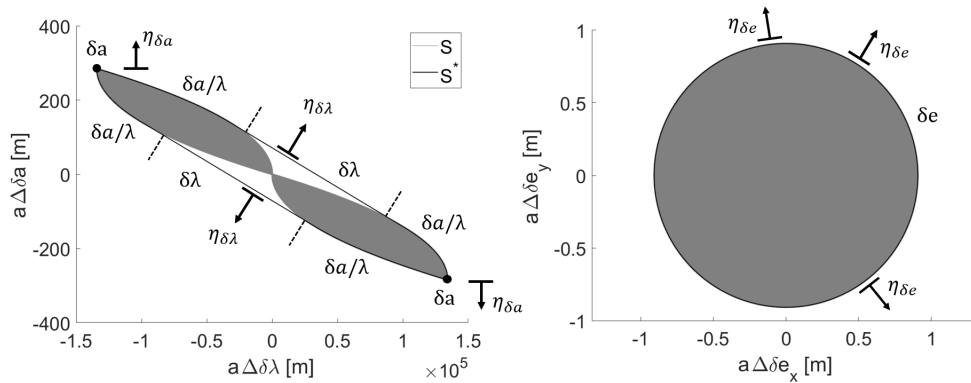 400
200
0
-200
-400
a Δδa [m]
-1.5
-1
-0.5
0
0.5
1
1.5
×10^5
a Δδλ [m]
δa
η_δa
δa/λ
δa/λ
η_δλ
δλ
δλ
η_δλ
δa/λ
δa/λ
δa
η_δa
S
S*
1
0.5
0
-0.5
-1
a Δδe_y [m]
-1
-0.5
0
0.5
1
a Δδe_x [m]
η_δe
η_δe
δe
η_δe